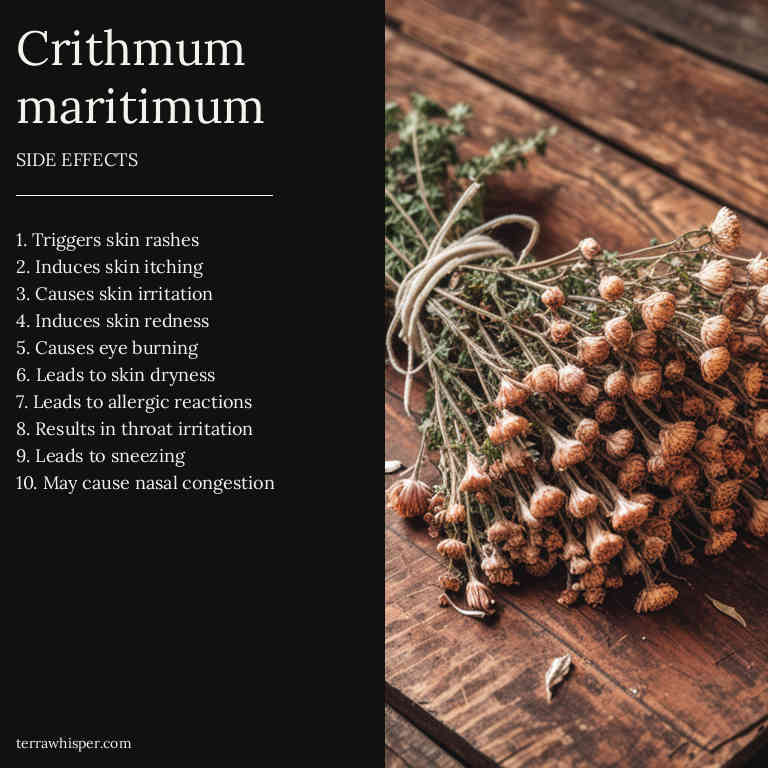 Crithmum
maritimum
SIDE EFFECTS
1. Triggers skin rashes
2. Induces skin itching
3. Causes skin irritation
4. Induces skin redness
5. Causes eye burning
6. Leads to skin dryness
7. Leads to allergic reactions
8. Results in throat irritation
9. Leads to sneezing
10. May cause nasal congestion
terrawhisper.com